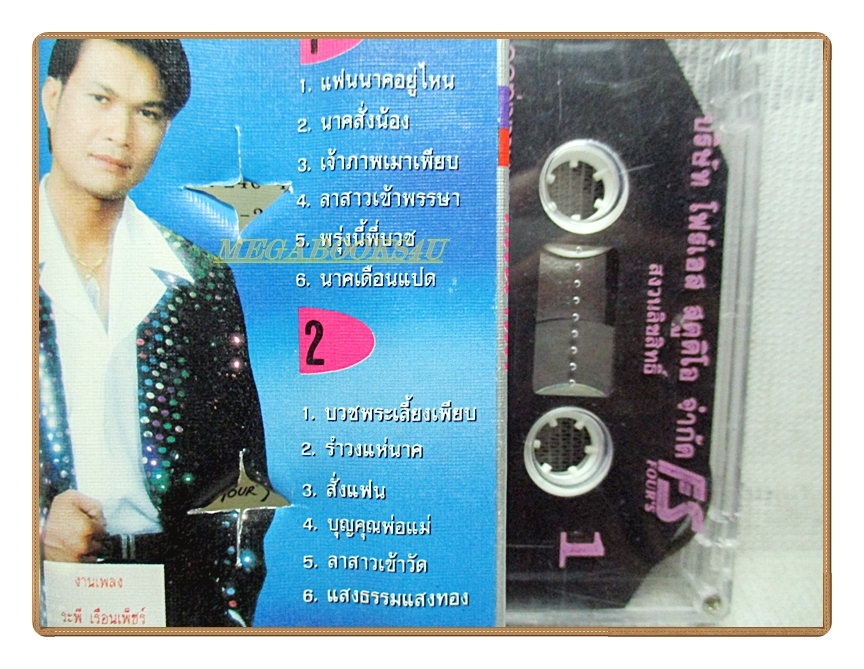 1
1. แฟนนาคอยู่ไหน
2. นาคสั่งน้อง
3. เจ้าภาพเมาเพียบ
4. ลาสาวเข้าพรรษา
5. พรุ่งนี้พี่บวช
MEGABOOKS4U
6. นาคเดือนแปด
2
1. บวชพระเลี้ยงเพียบ
2. รำวงแห่นาค
3. สั่งแฟน
4. บุญคุณพ่อแม่
5. ลาสาวเข้าวัด
6. แสงธรรมแสงทอง
งานเพลง
ระพี เรือนเพ็ชร์
บริษัท โฟร์เอส สตูดิโอ จำกัด
สงวนลิขสิทธิ์
FS
FOUR'S
1